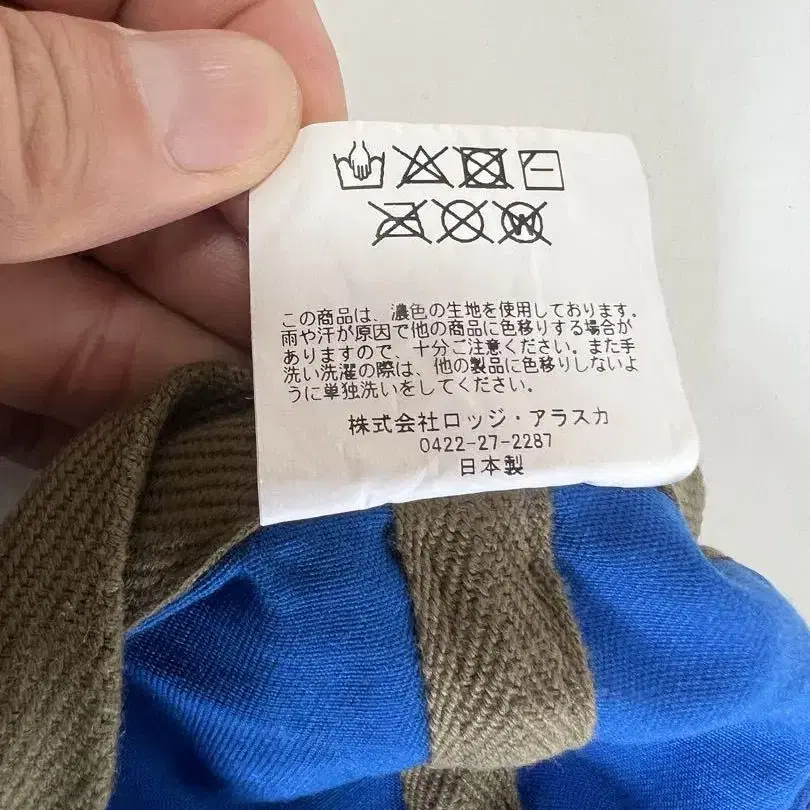 この商品は、濃色の生地を使用しております。
雨や汗が原因で他の商品に色移りする場合が
ありますので、十分ご注意ください。また手
洗い洗濯の際は、他の製品に色移りしないよ
うに単独洗いをしてください。
株式会社ロッジ・アラスカ
0422-27-2287
日本製